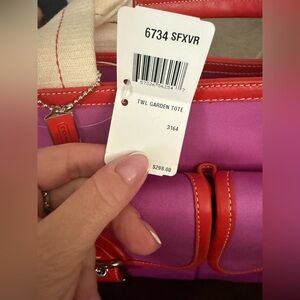 6734 SFXVR
TWL GARDEN TOTE
3164
$298.00